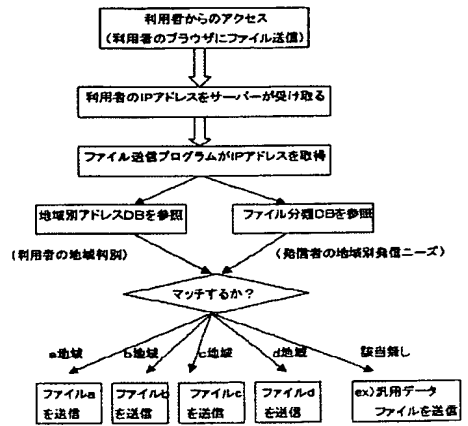 利用者からのアクセス
(利用者のブラウザにファイル送信)
利用者のIPアドレスをサーバーが受け取る
ファイル送信プログラムがIPアドレスを取得
地域別アドレスDBを参照
ファイル分類DBを参照
(利用者の地域判別)
(発信者の地域別発信ニーズ)
マッチするか?
a地域
b地域
c地域
d地域
該当無し
ファイルa
を送信
ファイルb
を送信
ファイルc
を送信
ファイルd
を送信
ex)汎用データ
ファイルを送信